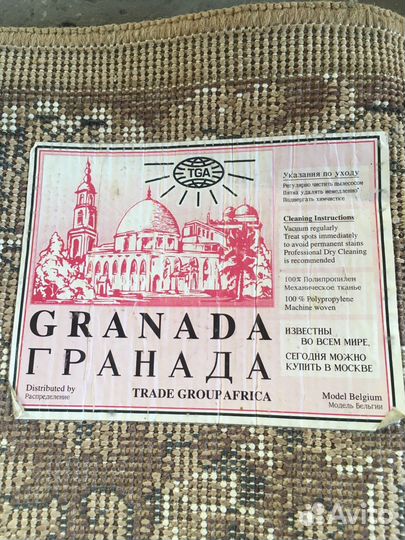 TGA
Указания по уходу
Регулярно чистить пылесосом
Пятна удалять немедленно
Подвергать химчистке
Cleaning Instructions
Vacuum regularly
Treat spots immediately
to avoid permanent stains
Professional Dry Cleaning
is recommended
100% Полипропилен
Механическое тканье
100 % Polypropylene
Machine woven
GRANADA
ГРАНАДА
ИЗВЕСТНЫ
ВО ВСЕМ МИРЕ,
СЕГОДНЯ МОЖНО
КУПИТЬ В МОСКВЕ
Distributed by
Распределение
TRADE GROUP AFRICA
Model Belgium
Модель Бельгии
Avito